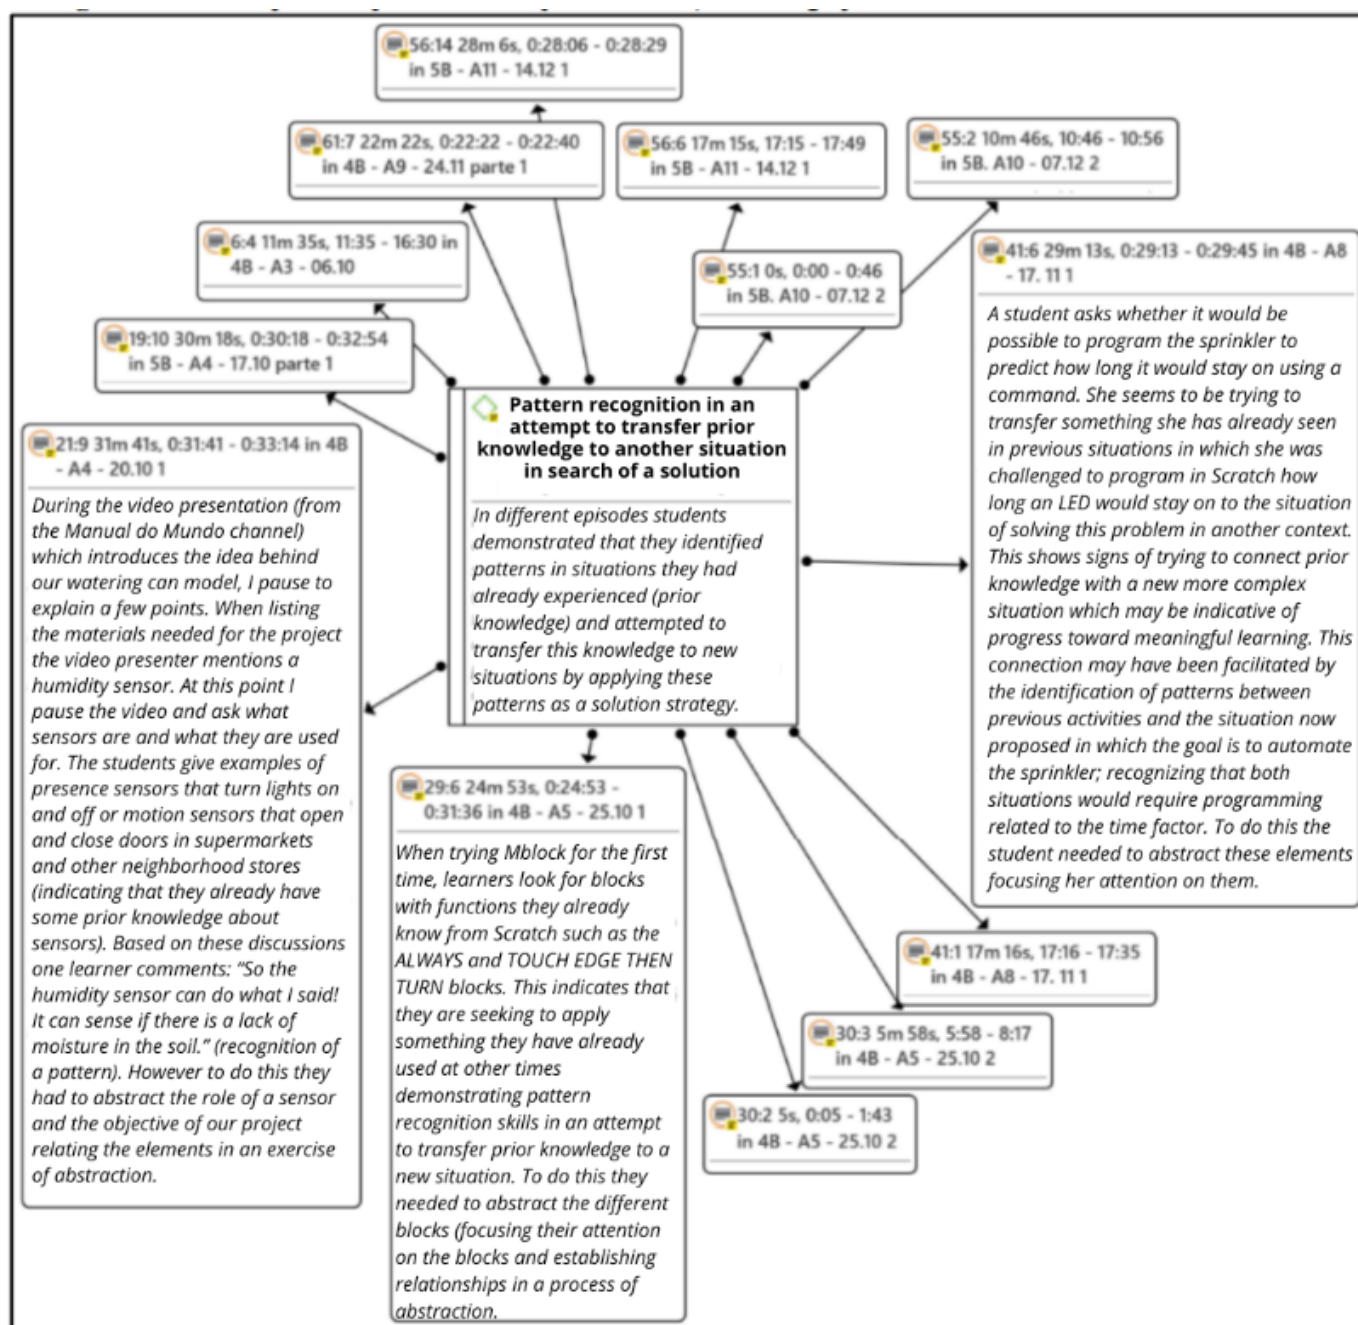 56:14 28m 6s, 0:28:06 - 0:28:29
in 5B - A11 - 14.12 1
61:7 22m 22s, 0:22:22 - 0:22:40
in 4B - A9 - 24.11 parte 1
56:6 17m 15s, 17:15 - 17:49
in 5B - A11 - 14.12 1
55:2 10m 46s, 10:46 - 10:56
in 5B. A10 - 07.12 2
6:4 11m 35s, 11:35 - 16:30 in
4B - A3 - 06.10
55:1 0s, 0:00 - 0:46
in 5B. A10 - 07.12 2
19:10 30m 18s, 0:30:18 - 0:32:54
in 5B - A4 - 17.10 parte 1
41:6 29m 13s, 0:29:13 - 0:29:45 in 4B - A8
- 17. 11 1
A student asks whether it would be
possible to program the sprinkler to
predict how long it would stay on using a
command. She seems to be trying to
transfer something she has already seen
in previous situations in which she was
challenged to program in Scratch how
long an LED would stay on to the situation
of solving this problem in another context.
This shows signs of trying to connect prior
knowledge with a new more complex
situation which may be indicative of
progress toward meaningful learning. This
connection may have been facilitated by
the identification of patterns between
previous activities and the situation now
proposed in which the goal is to automate
the sprinkler; recognizing that both
situations would require programming
related to the time factor. To do this the
student needed to abstract these elements
focusing her attention on them.
Pattern recognition in an
attempt to transfer prior
knowledge to another situation
in search of a solution
In different episodes students
demonstrated that they identified
patterns in situations they had
already experienced (prior
knowledge) and attempted to
transfer this knowledge to new
situations by applying these
patterns as a solution strategy.
21:9 31m 41s, 0:31:41 - 0:33:14 in 4B
- A4 - 20.10 1
During the video presentation (from
the Manual do Mundo channel)
which introduces the idea behind
our watering can model, I pause to
explain a few points. When listing
the materials needed for the project
the video presenter mentions a
humidity sensor. At this point I
pause the video and ask what
sensors are and what they are used
for. The students give examples of
presence sensors that turn lights on
and off or motion sensors that open
and close doors in supermarkets
and other neighborhood stores
(indicating that they already have
some prior knowledge about
sensors). Based on these discussions
one learner comments: “So the
humidity sensor can do what I said!
It can sense if there is a lack of
moisture in the soil.” (recognition of
a pattern). However to do this they
had to abstract the role of a sensor
and the objective of our project
relating the elements in an exercise
of abstraction.
29:6 24m 53s, 0:24:53 -
0:31:36 in 4B - A5 - 25.10 1
When trying Mblock for the first
time, learners look for blocks
with functions they already
know from Scratch such as the
ALWAYS and TOUCH EDGE THEN
TURN blocks. This indicates that
they are seeking to apply
something they have already
used at other times
demonstrating pattern
recognition skills in an attempt
to transfer prior knowledge to a
new situation. To do this they
needed to abstract the different
blocks (focusing their attention
on the blocks and establishing
relationships in a process of
abstraction.
41:1 17m 16s, 17:16 - 17:35
in 4B - A8 - 17. 11 1
30:3 5m 58s, 5:58 - 8:17
in 4B - A5 - 25.10 2
30:2 5s, 0:05 - 1:43
in 4B - A5 - 25.10 2